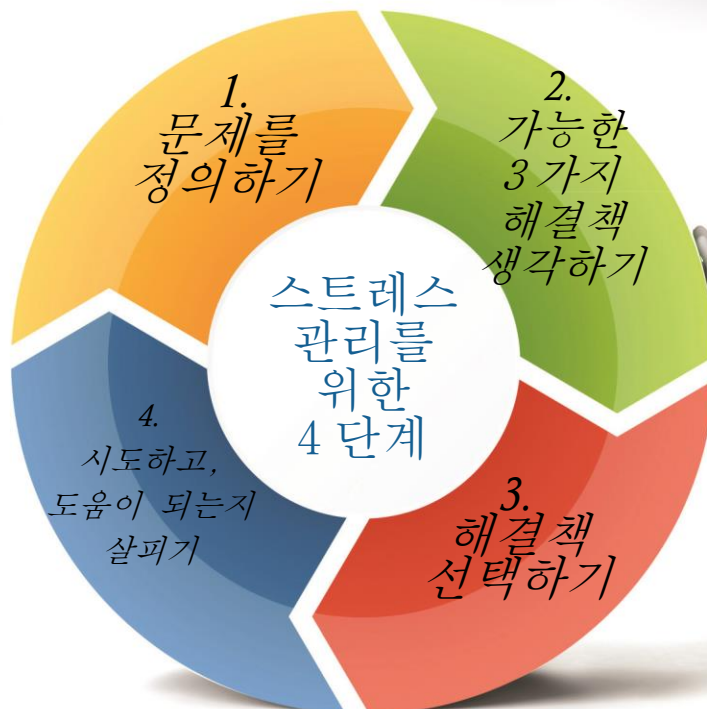 1.
문제를
정의하기
2.
가능한
3 가지
해결책
생각하기
스트레스
관리를
위한
4 단계
3.
해결책
선택하기
4.
시도하고,
도움이 되는지
살피기